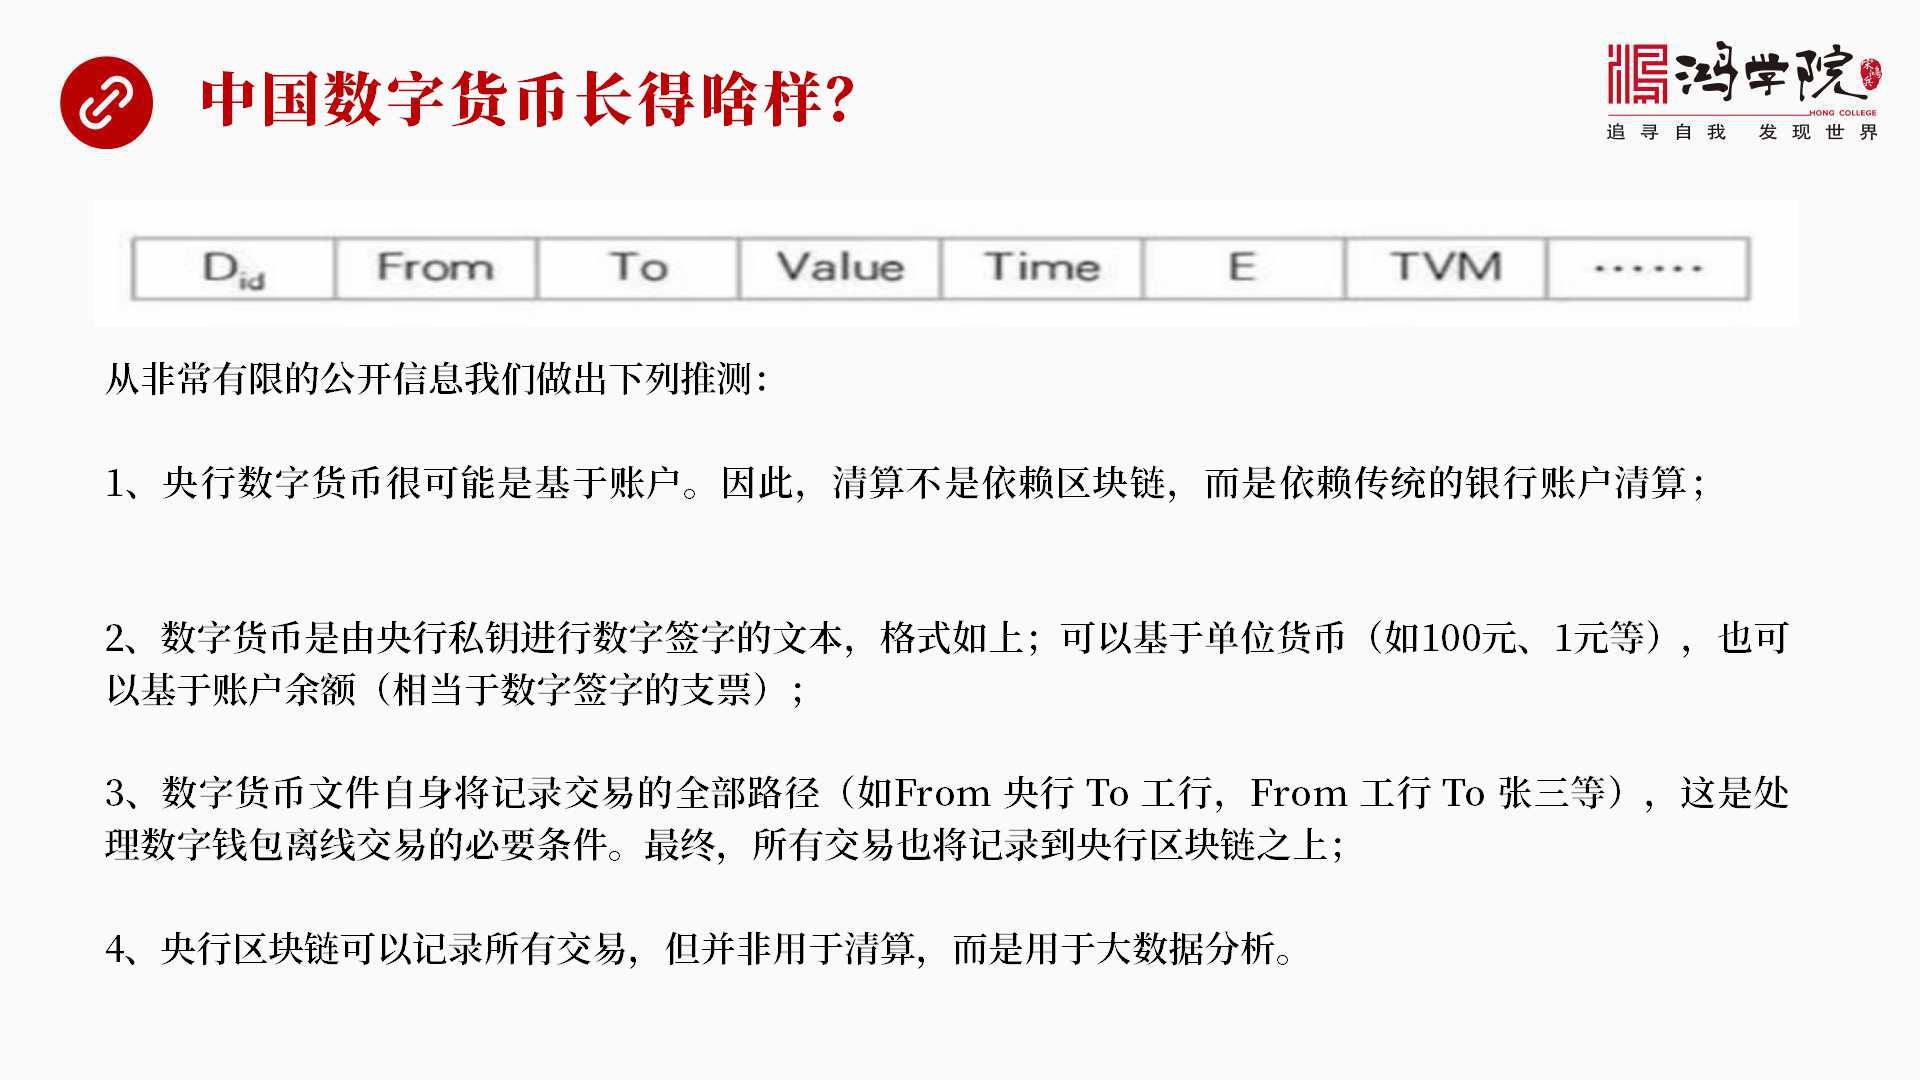 中国数字货币长得啥样？
鸿学院
宋鸿兵
HONG COLLEGE
追寻自我 发现世界
Did From To Value Time E TVM ……
从非常有限的公开信息我们做出下列推测：
1、央行数字货币很可能是基于账户。因此，清算不是依赖区块链，而是依赖传统的银行账户清算；
2、数字货币是由央行私钥进行数字签字的文本，格式如上；可以基于单位货币（如100元、1元等），也可
以基于账户余额（相当于数字签字的支票）；
3、数字货币文件自身将记录交易的全部路径（如From 央行 To 工行，From 工行 To 张三等），这是处
理数字钱包离线交易的必要条件。最终，所有交易也将记录到央行区块链之上；
4、央行区块链可以记录所有交易，但并非用于清算，而是用于大数据分析。